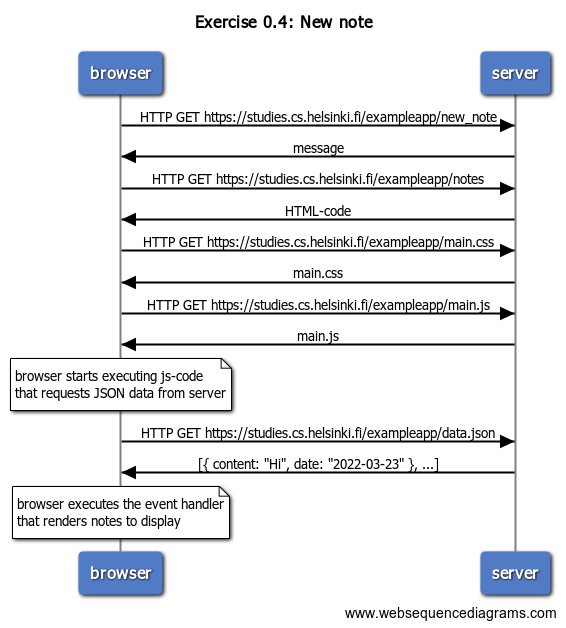 Exercise 0.4: New note
browser
server
HTTP GET https://studies.cs.helsinki.fi/exampleapp/new_note
message
HTTP GET https://studies.cs.helsinki.fi/exampleapp/notes
HTML-code
HTTP GET https://studies.cs.helsinki.fi/exampleapp/main.css
main.css
HTTP GET https://studies.cs.helsinki.fi/exampleapp/main.js
main.js
browser starts executing js-code
that requests JSON data from server
HTTP GET https://studies.cs.helsinki.fi/exampleapp/data.json
[{ content: "Hi", date: "2022-03-23" }, ...]
browser executes the event handler
that renders notes to display
browser
server
www.websequencediagrams.com